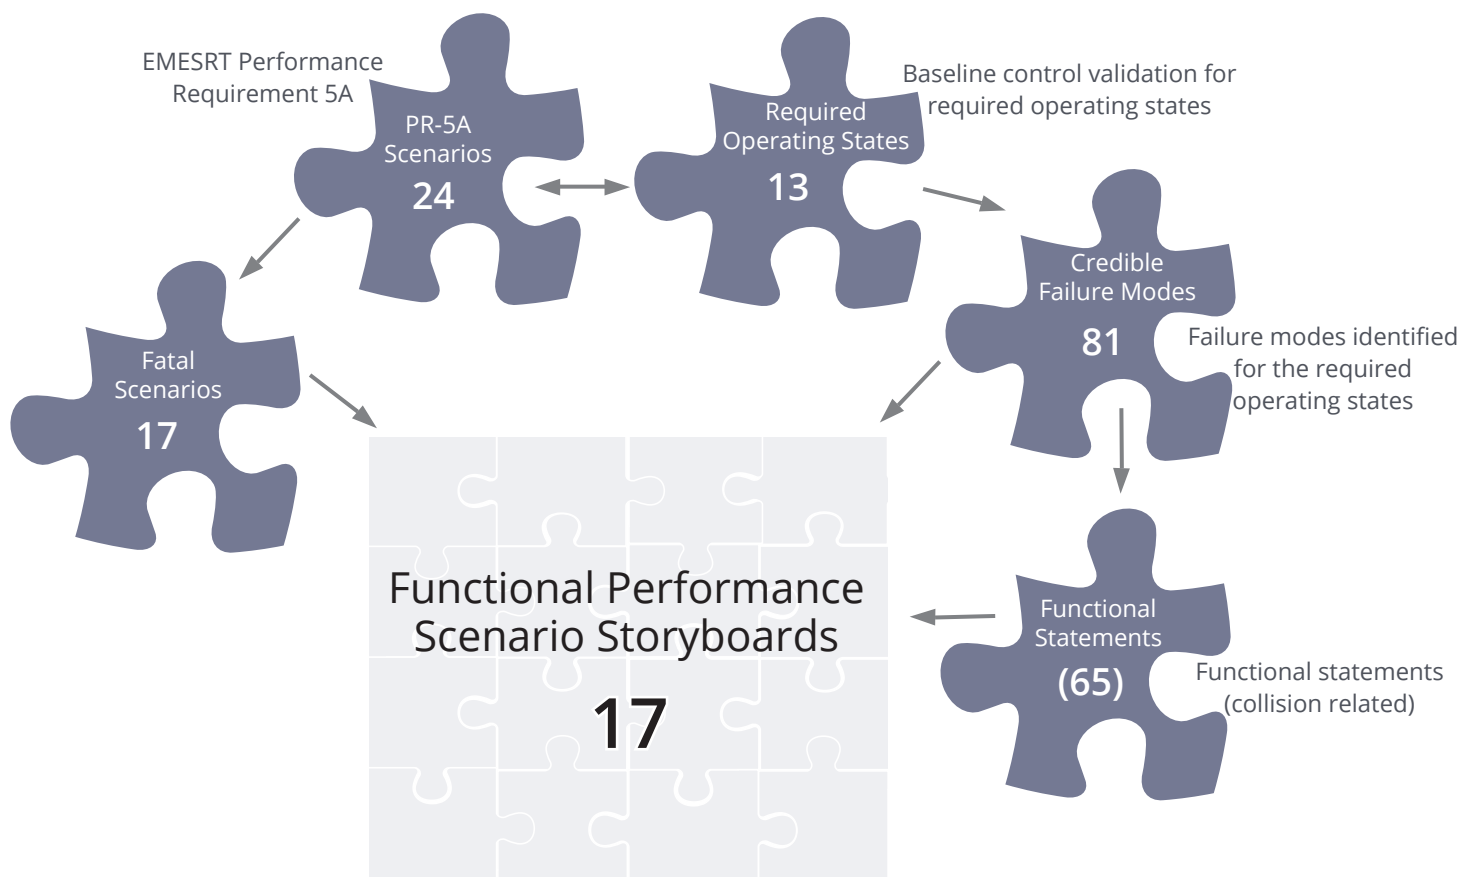 EMESRT Performance
Requirement 5A
PR-5A
Scenarios
24
Required
Operating States
13
Baseline control validation for
required operating states
Credible
Failure Modes
81
Failure modes identified
for the required
operating states
Fatal
Scenarios
17
Functional Performance
Scenario Storyboards
17
Functional
Statements
(65)
Functional statements
(collision related)